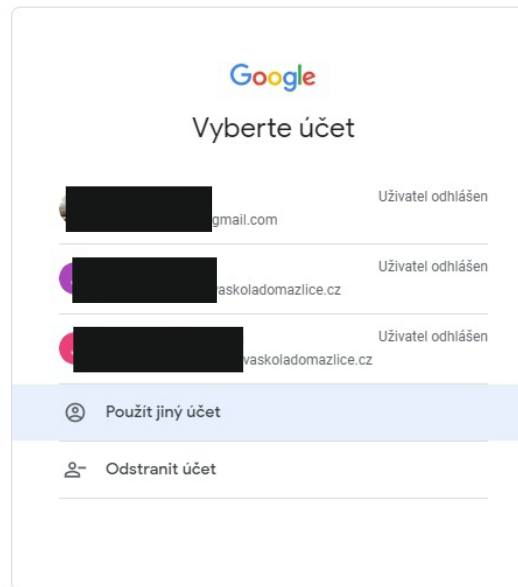 Google
Vyberte účet
Uživatel odhlášen
gmail.com
Uživatel odhlášen
askoladomazlice.cz
Uživatel odhlášen
vaskoladomazlice.cz
Použít jiný účet
Odstranit účet